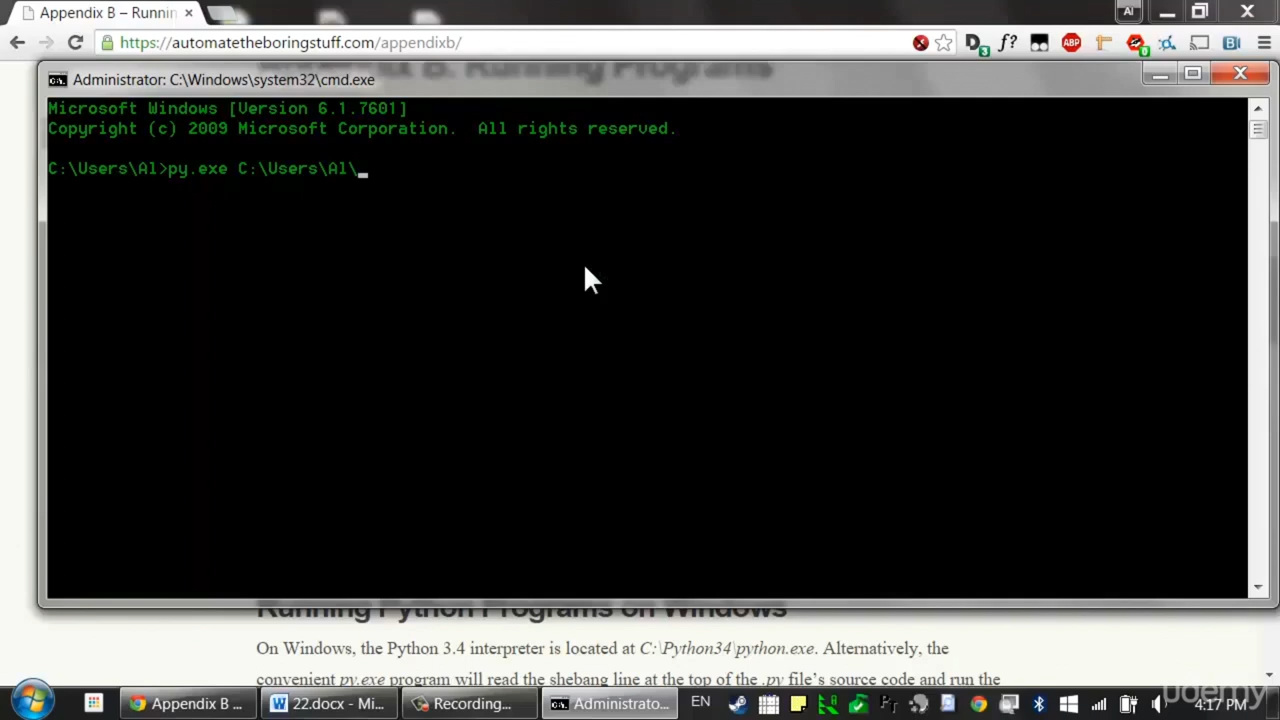 Appendix B – Runnin
https://automatetheboringstuff.com/appendixb/
Administrator: C:\Windows\system32\cmd.exe
Microsoft Windows [Version 6.1.7601]
Copyright (c) 2009 Microsoft Corporation.  All rights reserved.
C:\Users\Al>py.exe C:\Users\Al\_
Running Python Programs on Windows
On Windows, the Python 3.4 interpreter is located at C:\Python34\python.exe. Alternatively, the
convenient py.exe program will read the shebang line at the top of the .py file's source code and run the
Appendix B ...
22.docx - Mi...
Recording...
Administrato...
EN
4:17 PM
udemy